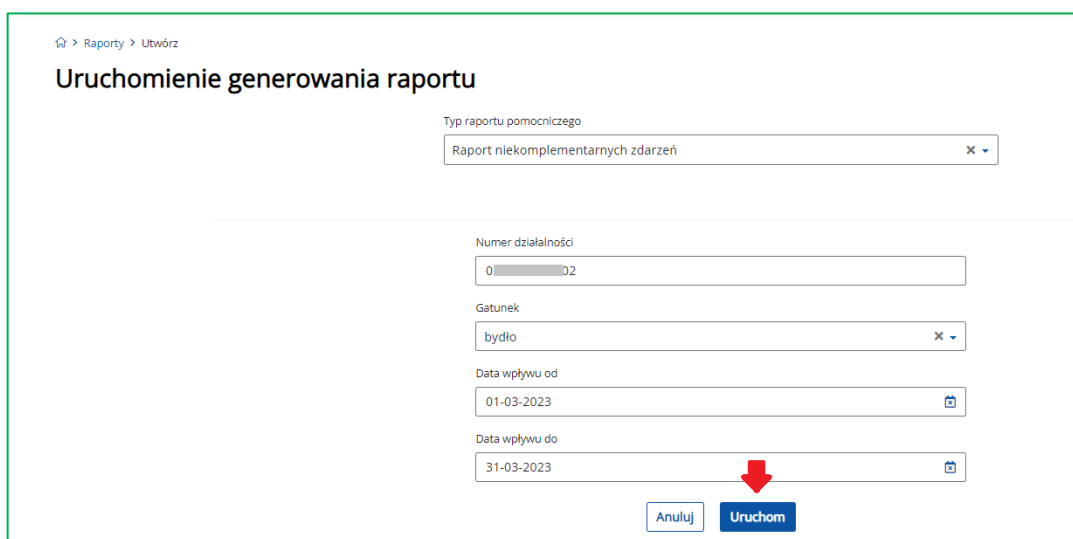 Raporty > Utwórz
Uruchomienie generowania raportu
Typ raportu pomocniczego
Raport niekomplementarnych zdarzeń
Numer działalności
0 02
Gatunek
bydło
Data wpływu od
01-03-2023
Data wpływu do
31-03-2023
Anuluj Uruchom